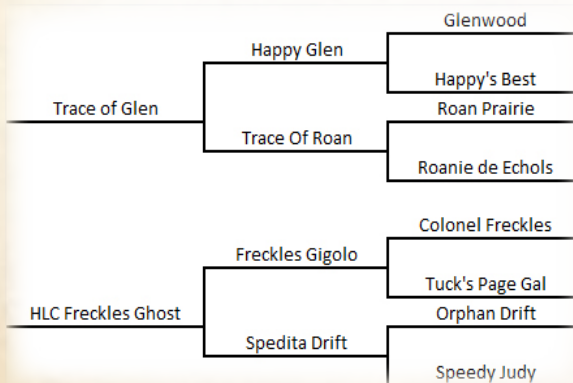 Glenwood
Happy Glen
Happy's Best
Trace of Glen
Roan Prairie
Trace Of Roan
Roanie de Echols
Colonel Freckles
Freckles Gigolo
Tuck's Page Gal
HLC Freckles Ghost
Orphan Drift
Spedita Drift
Speedy Judy